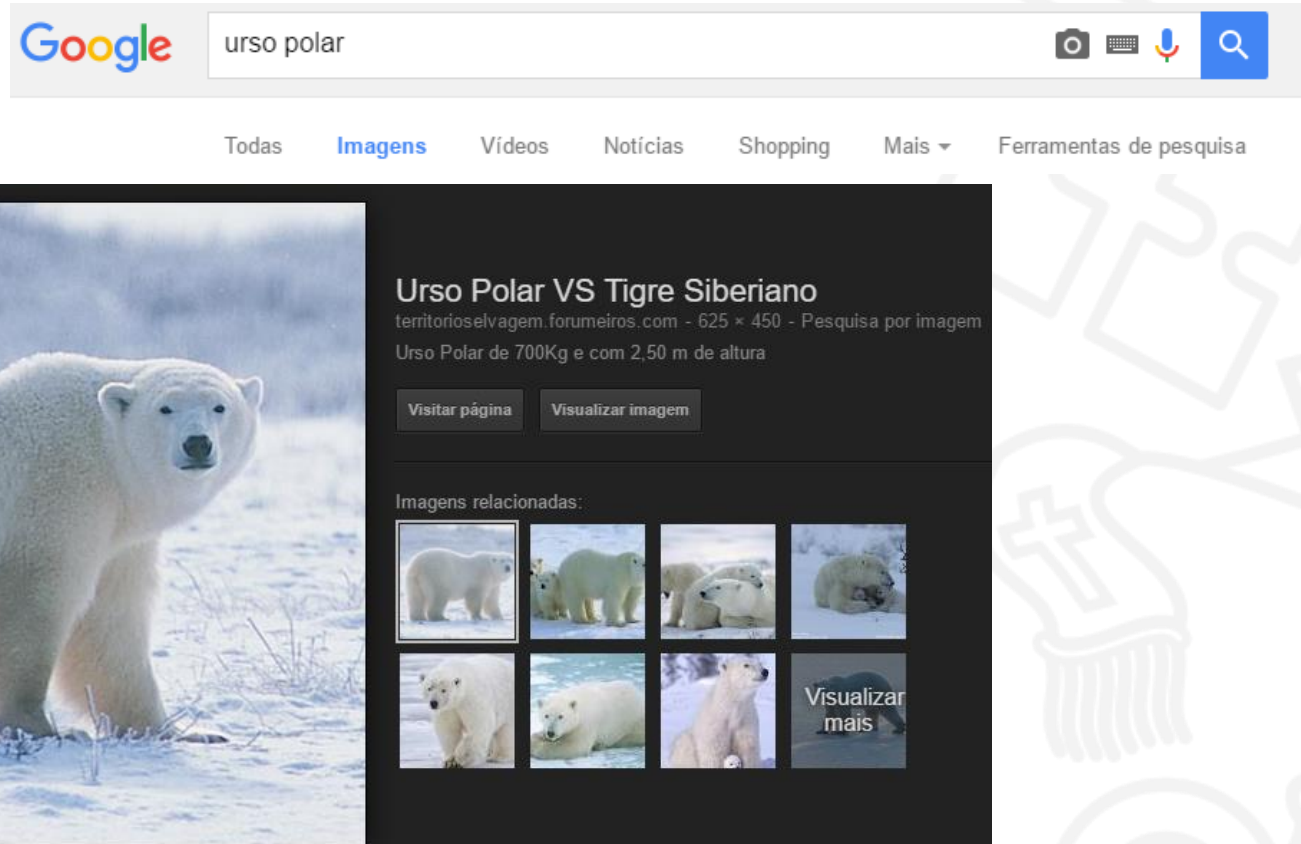 Google urso polar
Todas Imagens Vídeos Notícias Shopping Mais Ferramentas de pesquisa
Urso Polar VS Tigre Siberiano
territorioselvagem.forumeiros.com - 625 × 450 - Pesquisa por imagem
Urso Polar de 700Kg e com 2,50 m de altura
Visitar página Visualizar imagem
Imagens relacionadas:
Visualizar
mais